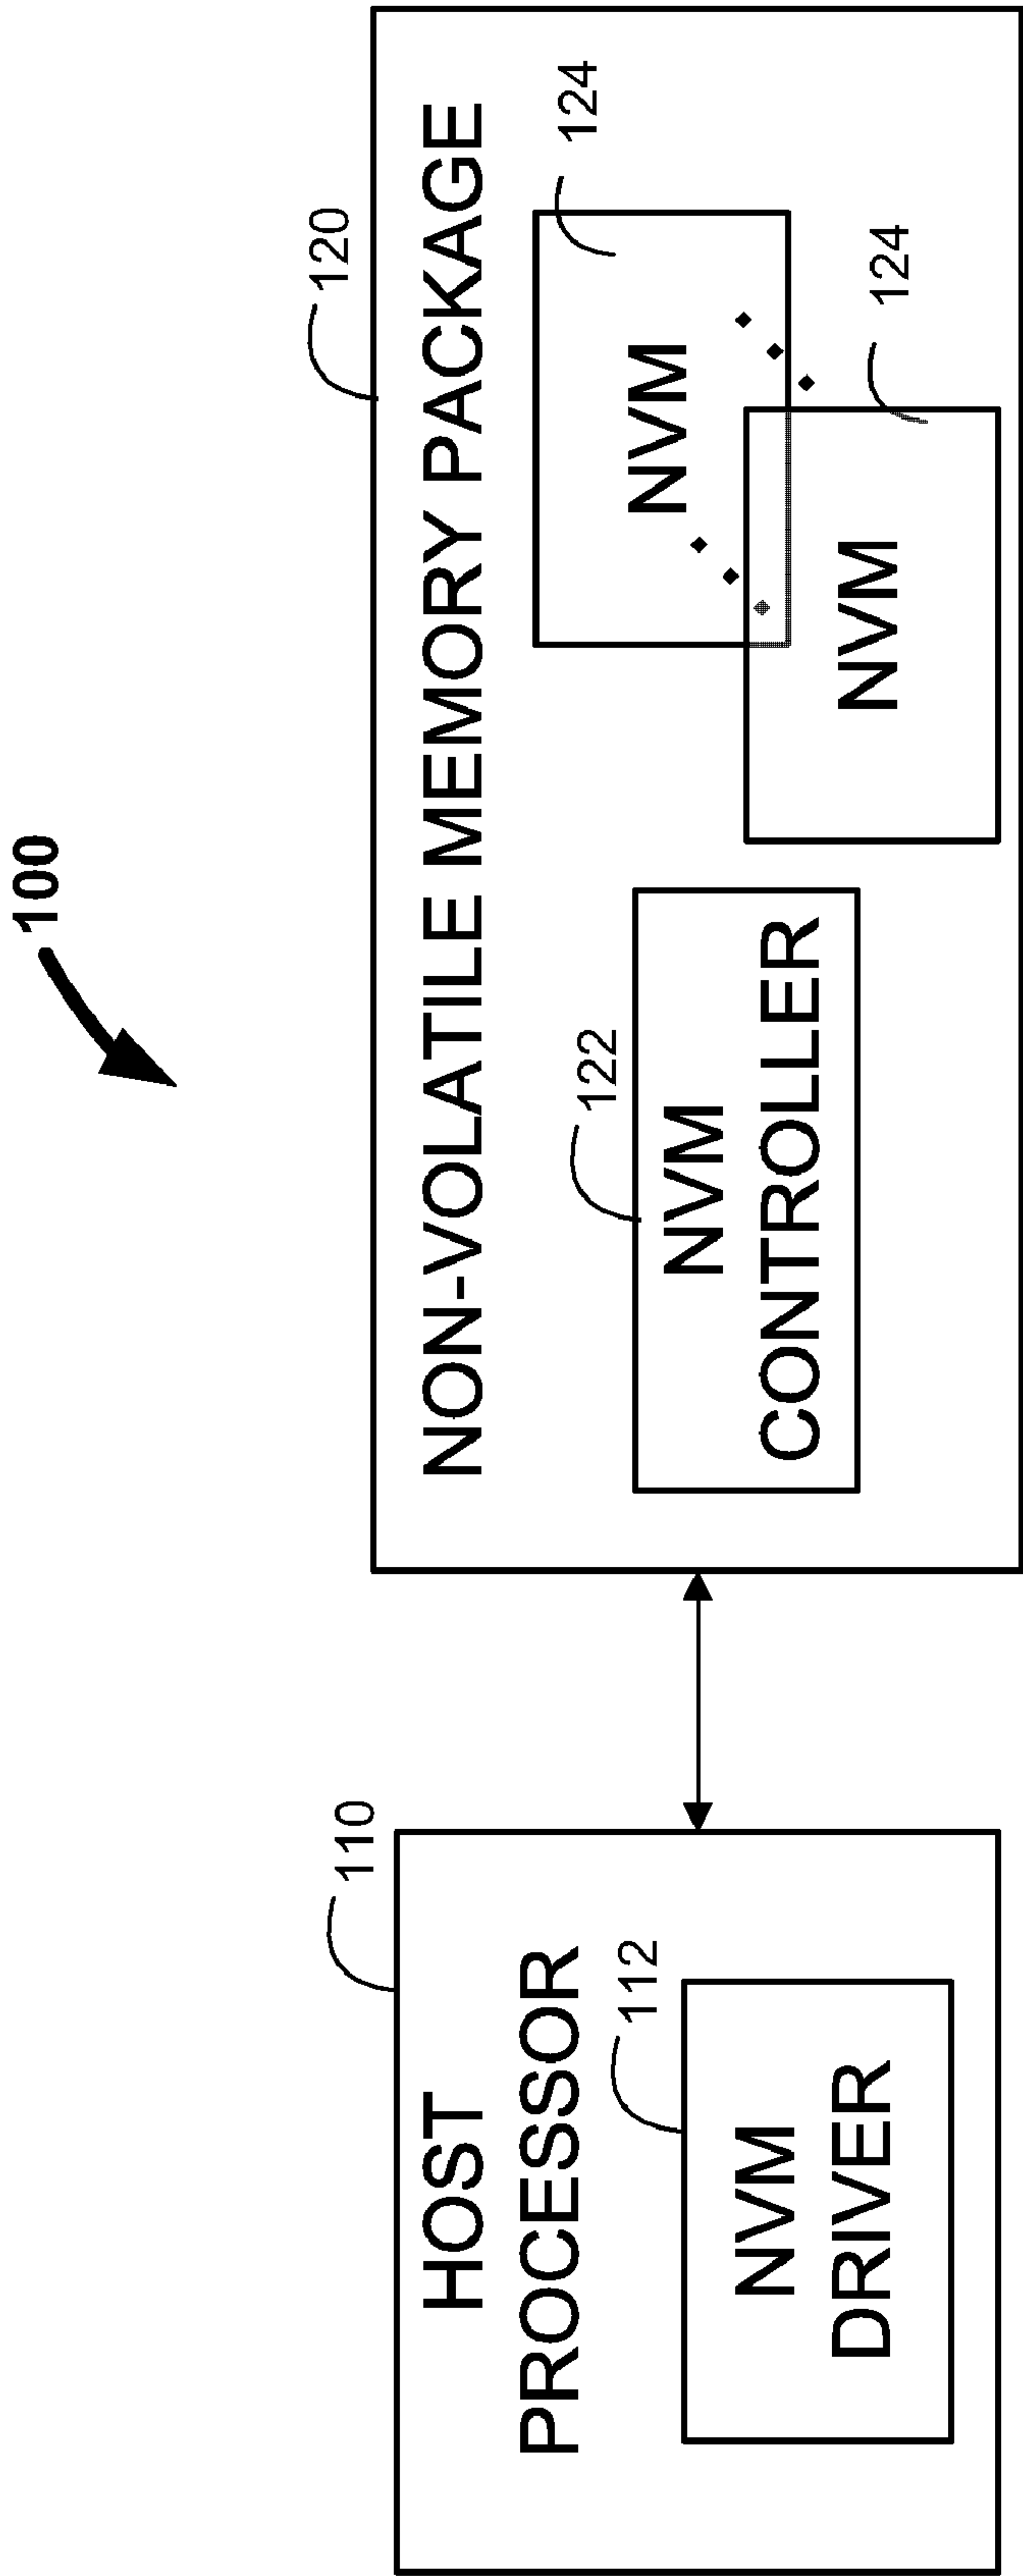 100
110
HOST
PROCESSOR
112
NVM
DRIVER
120
NON-VOLATILE MEMORY PACKAGE
122
NVM
CONTROLLER
124
NVM
124
NVM